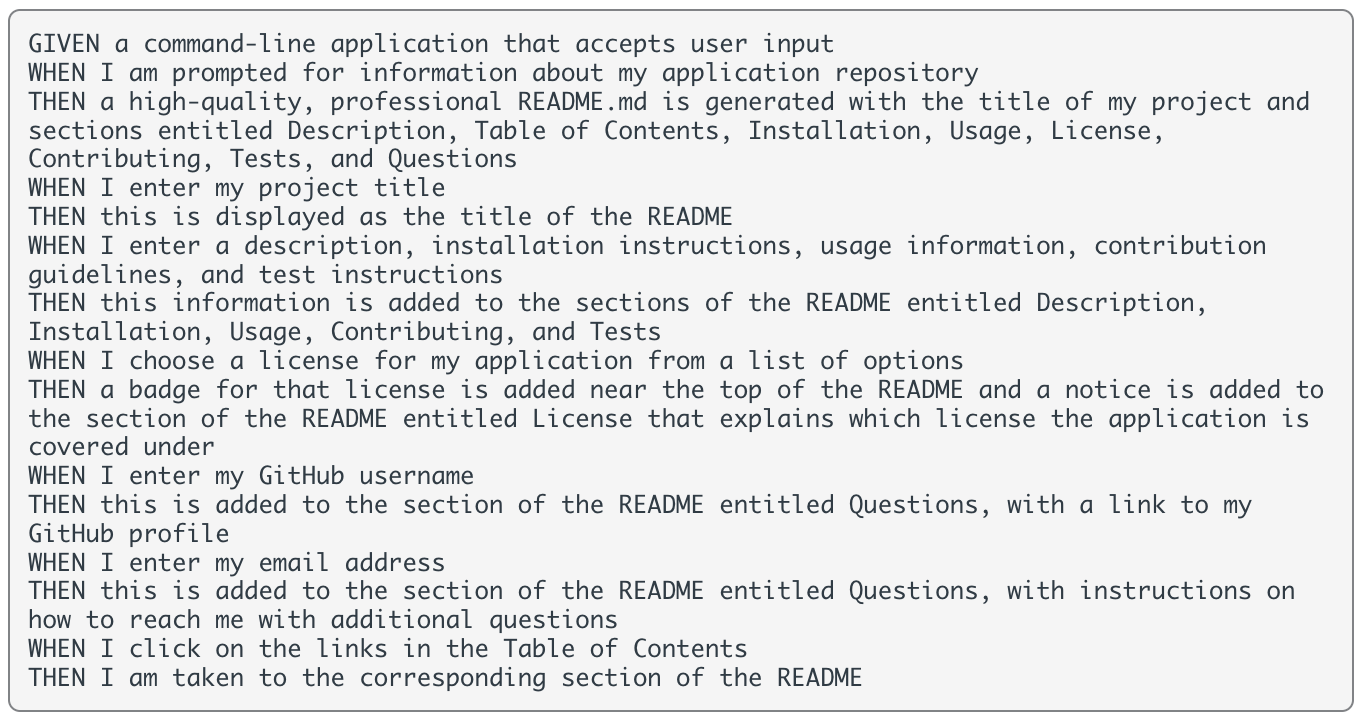 GIVEN a command-line application that accepts user input
WHEN I am prompted for information about my application repository
THEN a high-quality, professional README.md is generated with the title of my project and
sections entitled Description, Table of Contents, Installation, Usage, License,
Contributing, Tests, and Questions
WHEN I enter my project title
THEN this is displayed as the title of the README
WHEN I enter a description, installation instructions, usage information, contribution
guidelines, and test instructions
THEN this information is added to the sections of the README entitled Description,
Installation, Usage, Contributing, and Tests
WHEN I choose a license for my application from a list of options
THEN a badge for that license is added near the top of the README and a notice is added to
the section of the README entitled License that explains which license the application is
covered under
WHEN I enter my GitHub username
THEN this is added to the section of the README entitled Questions, with a link to my
GitHub profile
WHEN I enter my email address
THEN this is added to the section of the README entitled Questions, with instructions on
how to reach me with additional questions
WHEN I click on the links in the Table of Contents
THEN I am taken to the corresponding section of the README